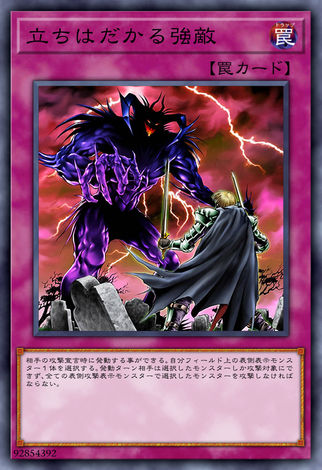 立ちはだかる強敵
トラップ
罠
【罠カード】
相手の攻撃宣言時に発動する事ができる。自分フィールド上の表側表示モンス
ター１体を選択する。発動ターン相手は選択したモンスターしか攻撃対象にで
きず、全ての表側攻撃表示モンスターで選択したモンスターを攻撃しなければ
ならない。
92854392